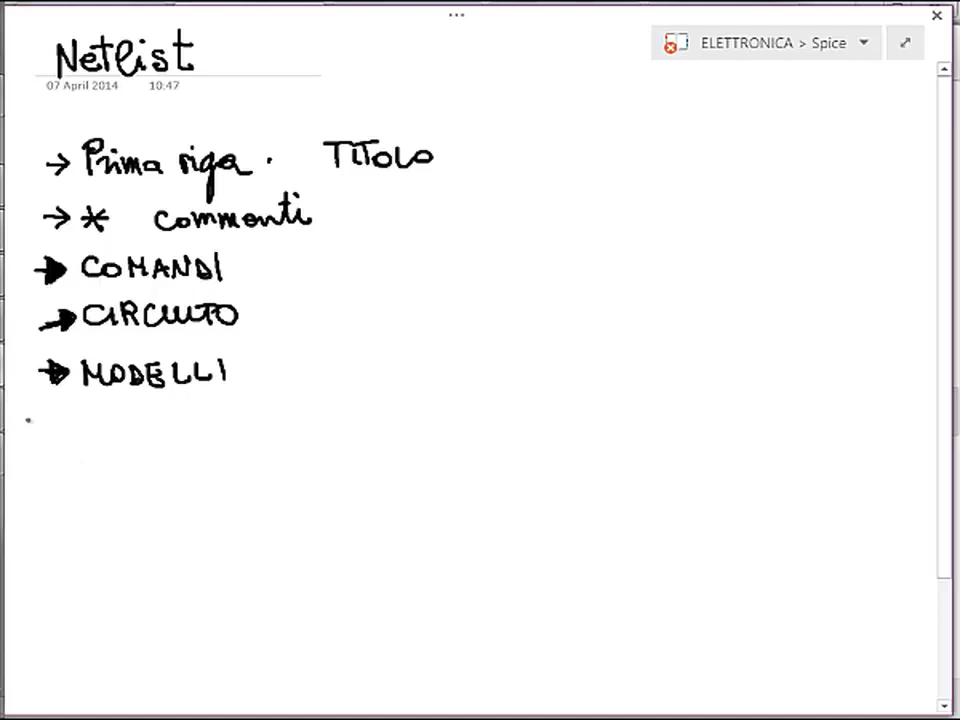 ...
ELETTRONICA > Spice
Netlist
07 April 2014 10:47
→ Prima riga . TITOLO
→ * commenti
→ COMANDI
→ CIRCUITO
→ MODELLI